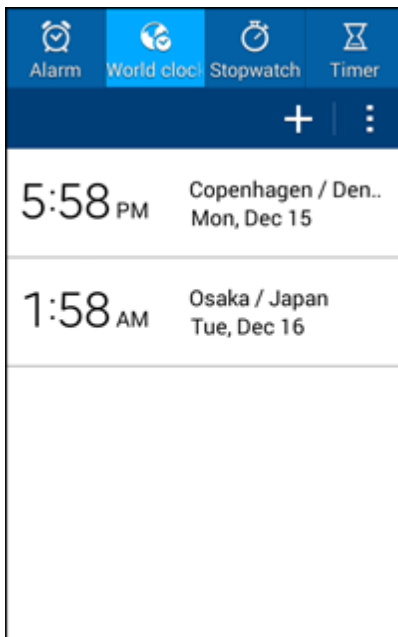 Alarm World cloc Stopwatch Timer
5:58 PM
Copenhagen / Den..
Mon, Dec 15
1:58 AM
Osaka / Japan
Tue, Dec 16